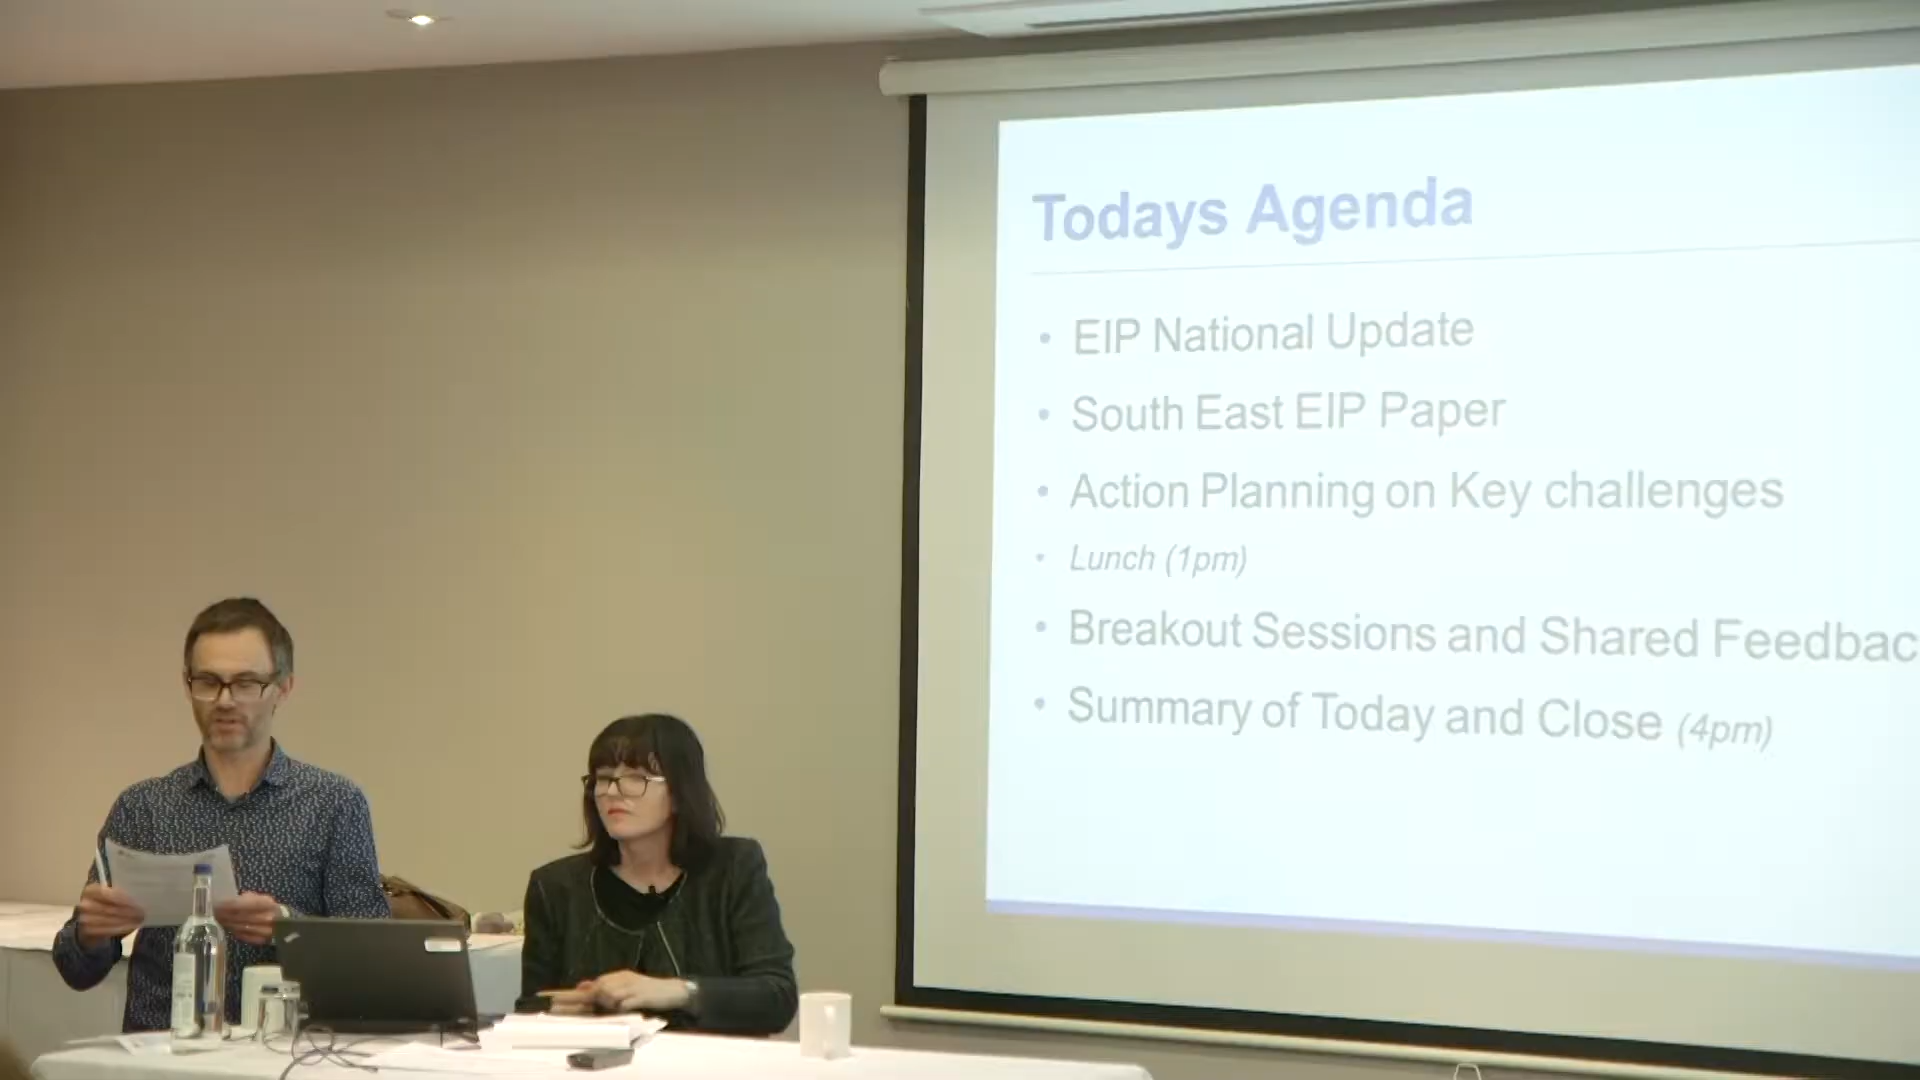 Todays Agenda
• EIP National Update
• South East EIP Paper
• Action Planning on Key challenges
• Lunch (1pm)
• Breakout Sessions and Shared Feedbac
• Summary of Today and Close (4pm)